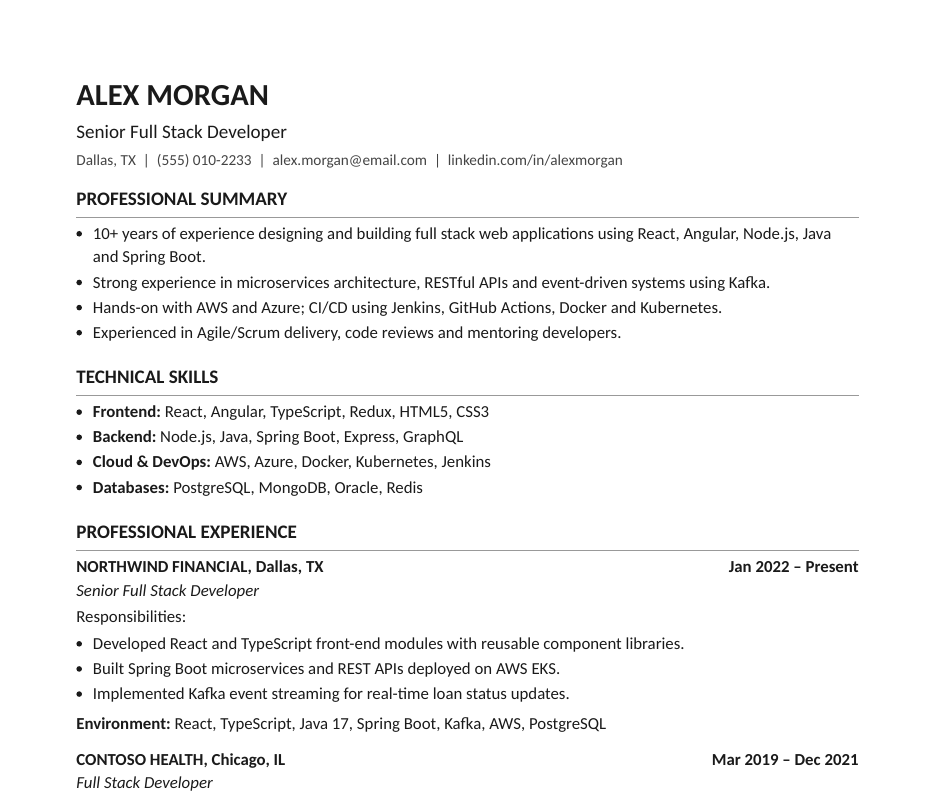 ALEX MORGAN
Senior Full Stack Developer
Dallas, TX | (555) 010-2233 | alex.morgan@email.com | linkedin.com/in/alexmorgan
PROFESSIONAL SUMMARY
• 10+ years of experience designing and building full stack web applications using React, Angular, Node.js, Java
and Spring Boot.
• Strong experience in microservices architecture, RESTful APIs and event-driven systems using Kafka.
• Hands-on with AWS and Azure; CI/CD using Jenkins, GitHub Actions, Docker and Kubernetes.
• Experienced in Agile/Scrum delivery, code reviews and mentoring developers.
TECHNICAL SKILLS
• Frontend: React, Angular, TypeScript, Redux, HTML5, CSS3
• Backend: Node.js, Java, Spring Boot, Express, GraphQL
• Cloud & DevOps: AWS, Azure, Docker, Kubernetes, Jenkins
• Databases: PostgreSQL, MongoDB, Oracle, Redis
PROFESSIONAL EXPERIENCE
NORTHWIND FINANCIAL, Dallas, TX Jan 2022 – Present
Senior Full Stack Developer
Responsibilities:
• Developed React and TypeScript front-end modules with reusable component libraries.
• Built Spring Boot microservices and REST APIs deployed on AWS EKS.
• Implemented Kafka event streaming for real-time loan status updates.
Environment: React, TypeScript, Java 17, Spring Boot, Kafka, AWS, PostgreSQL
CONTOSO HEALTH, Chicago, IL Mar 2019 – Dec 2021
Full Stack Developer